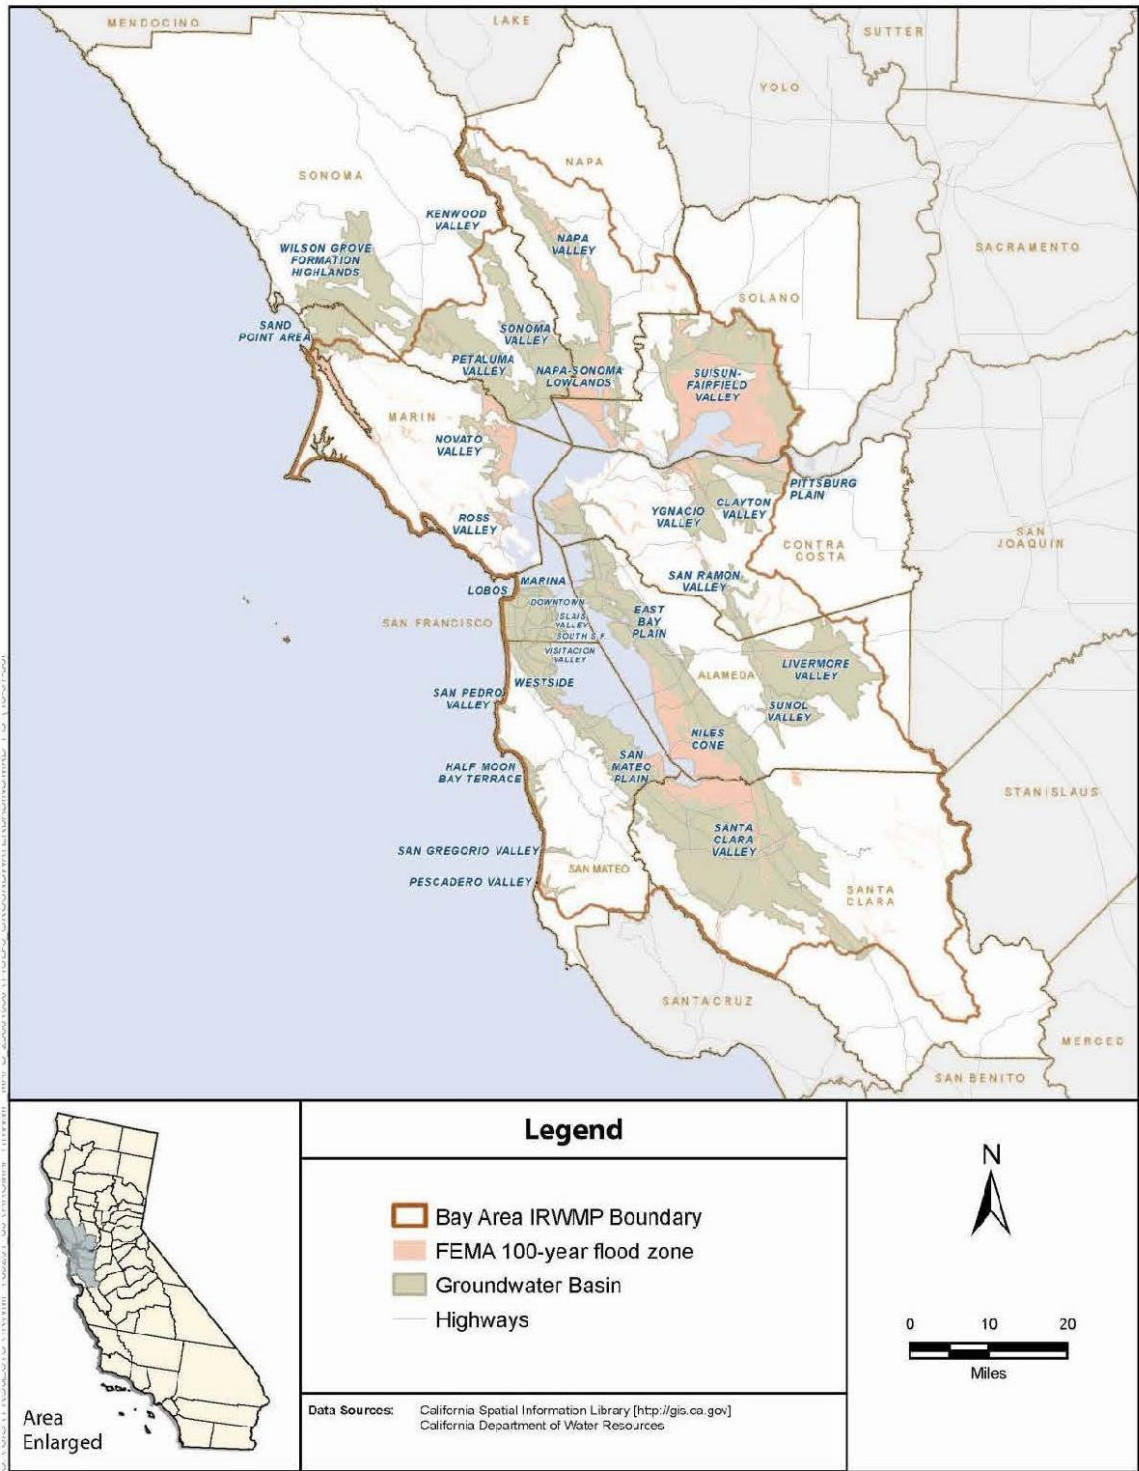 MENDOCINO
LAKE
SUTTER
YOLO
NAPA
SONOMA
KENWOOD
VALLEY
WILSON GROVE
FORMATION
HIGHLANDS
NAPA
VALLEY
SACRAMENTO
SOLANO
SAND
POINT AREA
SONOMA
VALLEY
PETALUMA
VALLEY
NAPA-SONOMA
LOWLANDS
SUISUN-
FAIRFIELD
VALLEY
MARIN
NOVATO
VALLEY
PITTSBURG
PLAIN
CLAYTON
VALLEY
YGNACIO
VALLEY
ROSS
VALLEY
CONTRA
COSTA
SAN
JOAQUIN
SAN RAMON
VALLEY
LOBOS
MARINA
DOWNTOWN
ISLAIS
VALLEY
SOUTH S.F.
VISITACION
VALLEY
SAN FRANCISCO
EAST
BAY
PLAIN
WESTSIDE
ALAMEDA
LIVERMORE
VALLEY
SAN PEDRO
VALLEY
SUNOL
VALLEY
NILES
CONE
SAN
MATEO
PLAIN
HALF MOON
BAY TERRACE
STANISLAUS
SANTA
CLARA
VALLEY
SAN GREGORIO VALLEY
SAN MATEO
PESCADERO VALLEY
SANTA
CLARA
SANTA CRUZ
MERCED
SAN BENITO
Legend
Bay Area IRWMP Boundary
FEMA 100-year flood zone
Groundwater Basin
Highways
N
0 10 20
Miles
Data Sources: California Spatial Information Library [http://gis.ca.gov]
California Department of Water Resources
Area
Enlarged